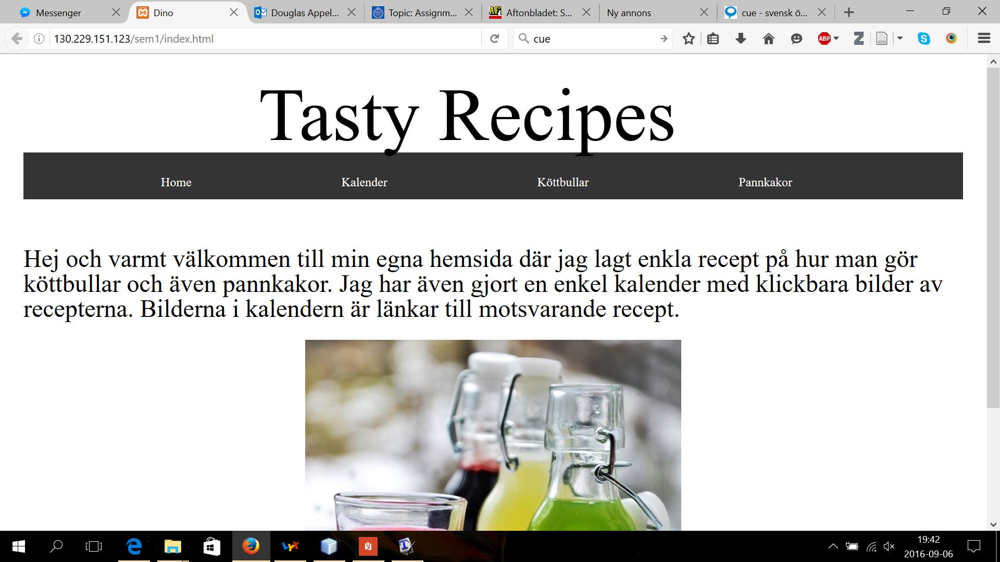 Messenger
Dino
Douglas Appel...
Topic: Assignm...
Aftonbladet: S...
Ny annons
cue - svensk ö...
130.229.151.123/sem1/index.html
cue
ABP
Tasty Recipes
Home Kalender Köttbullar Pannkakor
Hej och varmt välkommen till min egna hemsida där jag lagt enkla recept på hur man gör
köttbullar och även pannkakor. Jag har även gjort en enkel kalender med klickbara bilder av
recepterna. Bilderna i kalendern är länkar till motsvarande recept.
19:42
2016-09-06